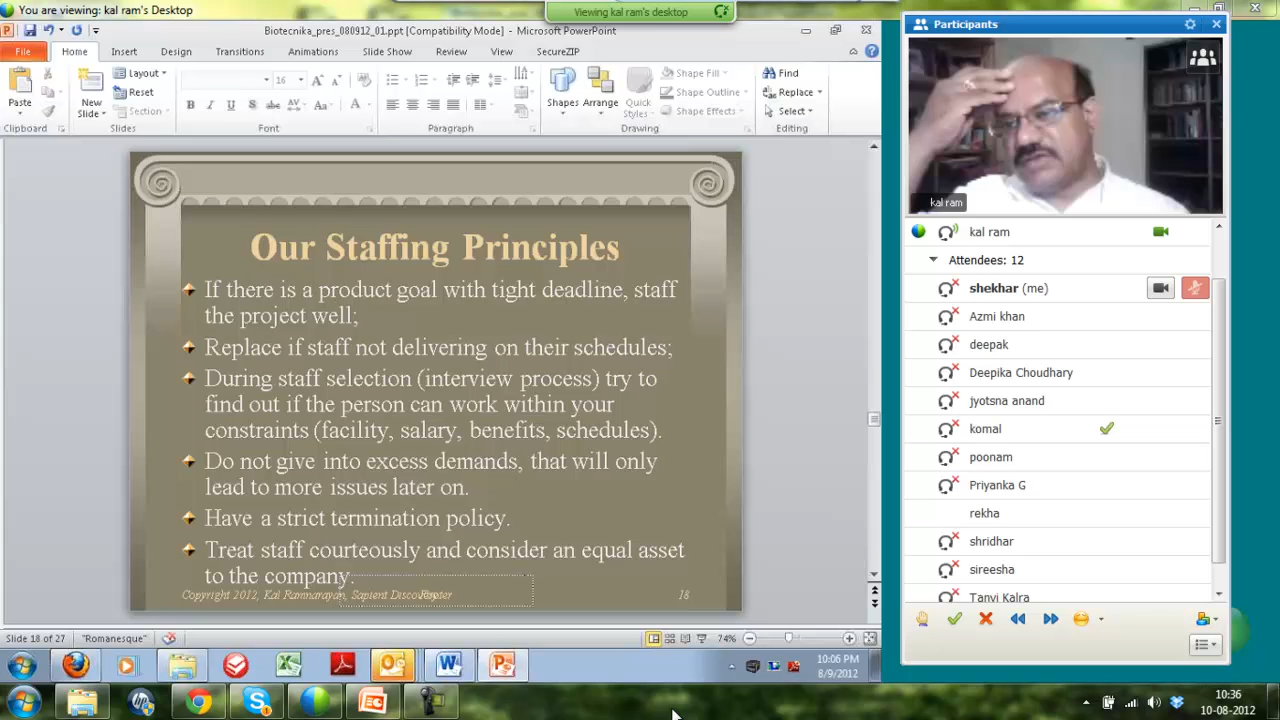 You are viewing: kal ram's Desktop
Viewing kal ram's desktop
_pres_080912_01.ppt [Compatibility Mode] - Microsoft PowerPoint
File Home Insert Design Transitions Animations Slide Show Review View SecureZIP
Paste
New
Slide
Layout
Reset
Section
16
B I U S abc AV Aa A
Shapes
Arrange
Quick
Styles
Shape Fill
Shape Outline
Shape Effects
Find
Replace
Select
Clipboard Slides Font Paragraph Drawing Editing
Our Staffing Principles
If there is a product goal with tight deadline, staff
the project well;
Replace if staff not delivering on their schedules;
During staff selection (interview process) try to
find out if the person can work within your
constraints (facility, salary, benefits, schedules).
Do not give into excess demands, that will only
lead to more issues later on.
Have a strict termination policy.
Treat staff courteously and consider an equal asset
to the company.
Copyright 2012, Kal Ramnarayan, Sapient Discovery
Footer
18
Slide 18 of 27
"Romanesque"
74%
10:06 PM
8/9/2012
Participants
kal ram
kal ram
Attendees: 12
shekhar (me)
Azmi khan
deepak
Deepika Choudhary
jyotsna anand
komal
poonam
Priyanka G
rekha
shridhar
sireesha
Tanvi Kalra
10:36
10-08-2012